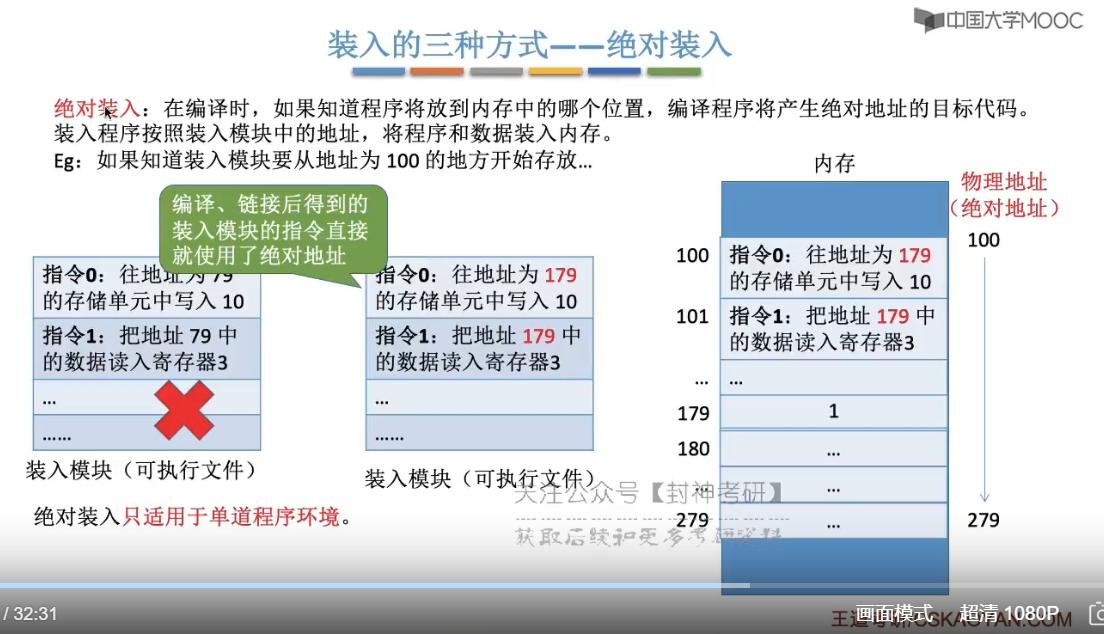 中国大学MOOC
装入的三种方式——绝对装入
绝对装入：在编译时，如果知道程序将放到内存中的哪个位置，编译程序将产生绝对地址的目标代码。
装入程序按照装入模块中的地址，将程序和数据装入内存。
Eg：如果知道装入模块要从地址为 100 的地方开始存放...
编译、链接后得到的
装入模块的指令直接
就使用了绝对地址
指令0：往地址为 79
的存储单元中写入 10
指令1：把地址 79 中
的数据读入寄存器3
...
......
装入模块（可执行文件）
指令0：往地址为 179
的存储单元中写入 10
指令1：把地址 179 中
的数据读入寄存器3
...
......
装入模块（可执行文件）
绝对装入只适用于单道程序环境。
内存
物理地址
（绝对地址）
100
指令0：往地址为 179
的存储单元中写入 10
100
101
指令1：把地址 179 中
的数据读入寄存器3
...
...
179
1
180
...
...
...
279
...
279
关注公众号【封神考研】
获取后续和更多考研资料
/ 32:31
画面模式
超清 1080P
王道考研/CSKAOYAN.COM